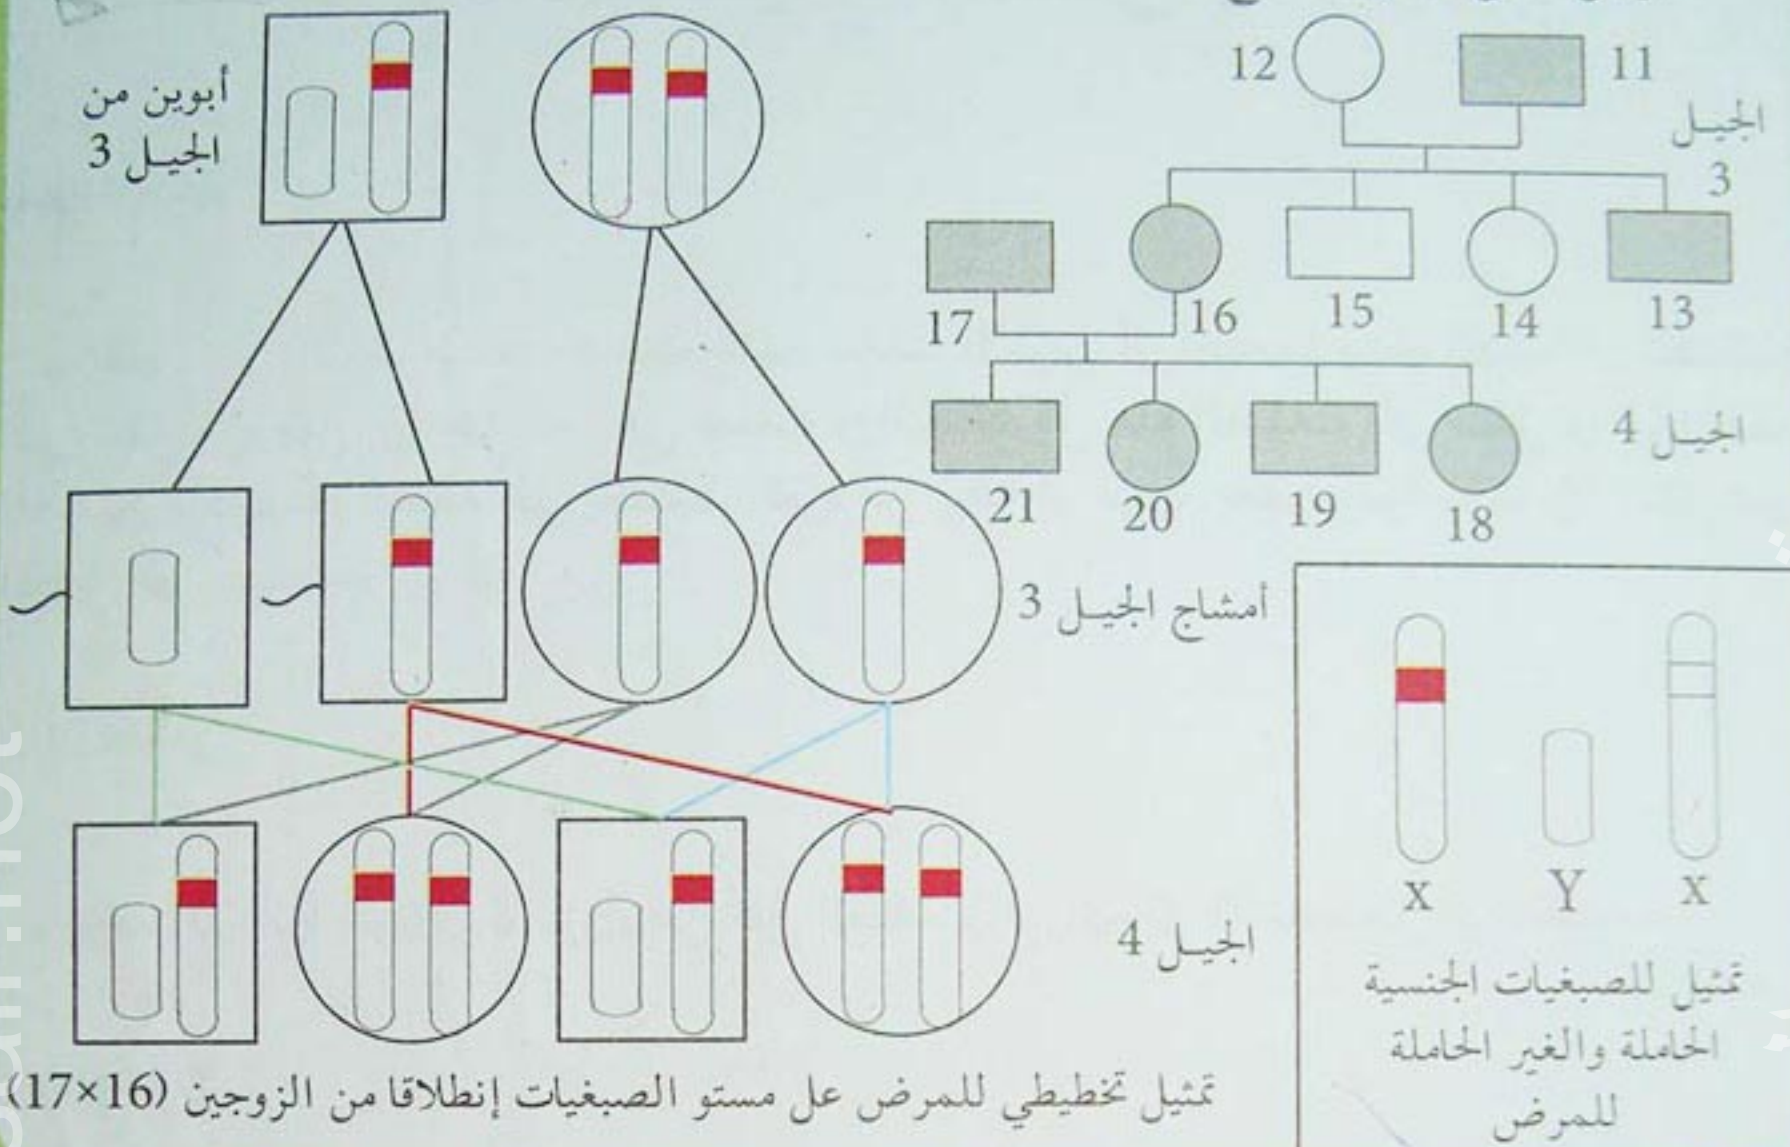 12
11
الجيل
3
أبوين من
الجيل 3
17
16
15
14
13
الجيل 4
21
20
19
18
أمشاج الجيل 3
الجيل 4
X
Y
X
تمثيل للصبغيات الجنسية
الحاملة والغير الحاملة
للمرض
تمثيل تخطيطي للمرض عل مستو الصبغيات إنطلاقا من الزوجين (16×17)